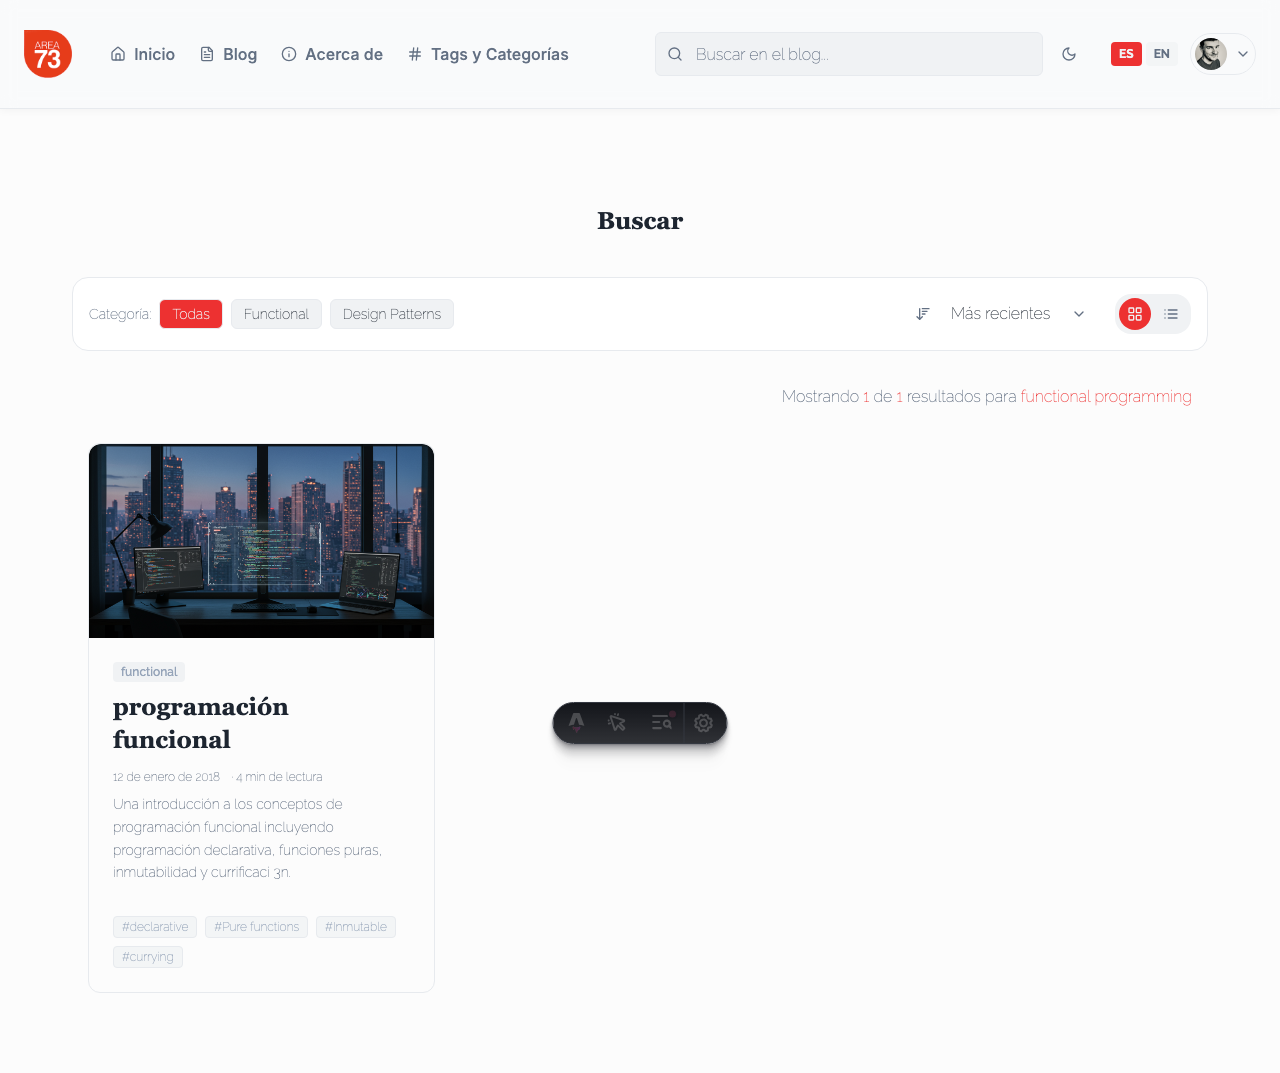 AREA
73
Inicio
Blog
Acerca de
Tags y Categorías
Buscar en el blog...
ES
EN
Buscar
Categoría:
Todas
Functional
Design Patterns
Más recientes
Mostrando 1 de 1 resultados para functional programming
functional
programación
funcional
12 de enero de 2018 · 4 min de lectura
Una introducción a los conceptos de
programación funcional incluyendo
programación declarativa, funciones puras,
inmutabilidad y currificaci 3n.
#declarative
#Pure functions
#Inmutable
#currying